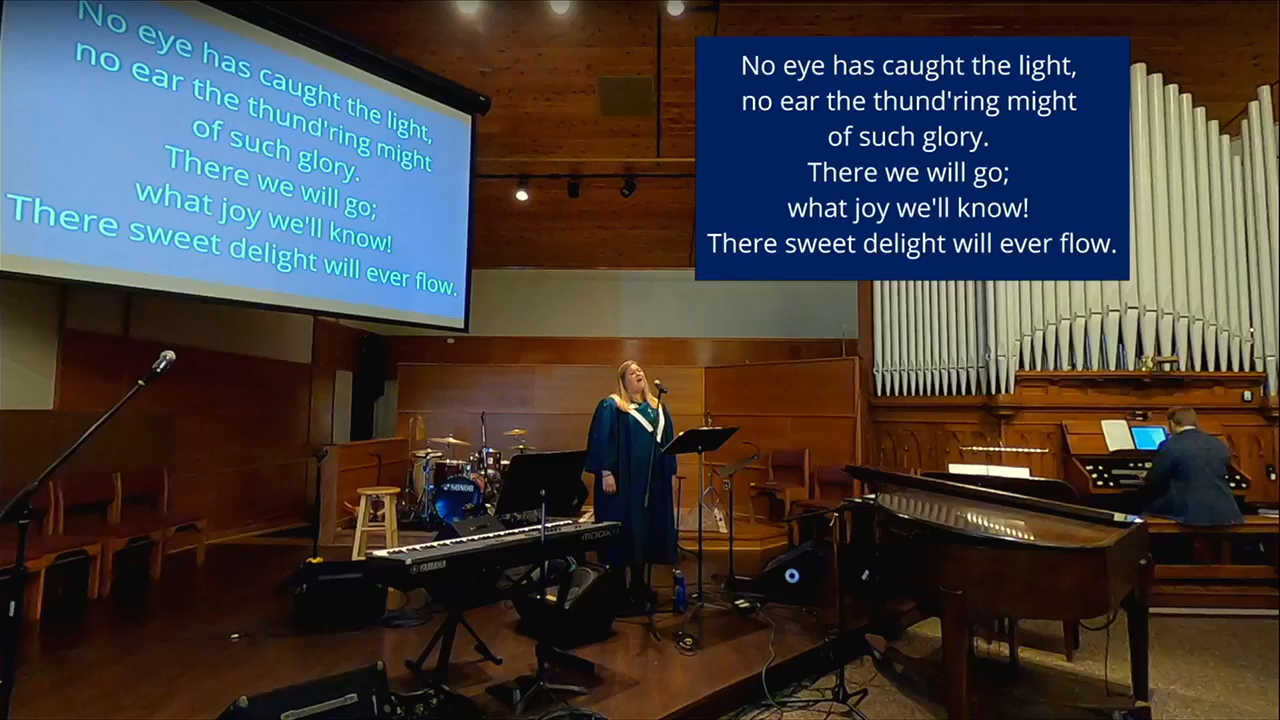 No eye has caught the light,
no ear the thund'ring might
of such glory.
There we will go;
what joy we'll know!
There sweet delight will ever flow.
No eye has caught the light,
no ear the thund'ring might
of such glory.
There we will go;
what joy we'll know!
There sweet delight will ever flow.
SONOR
MODX
YAMAHA